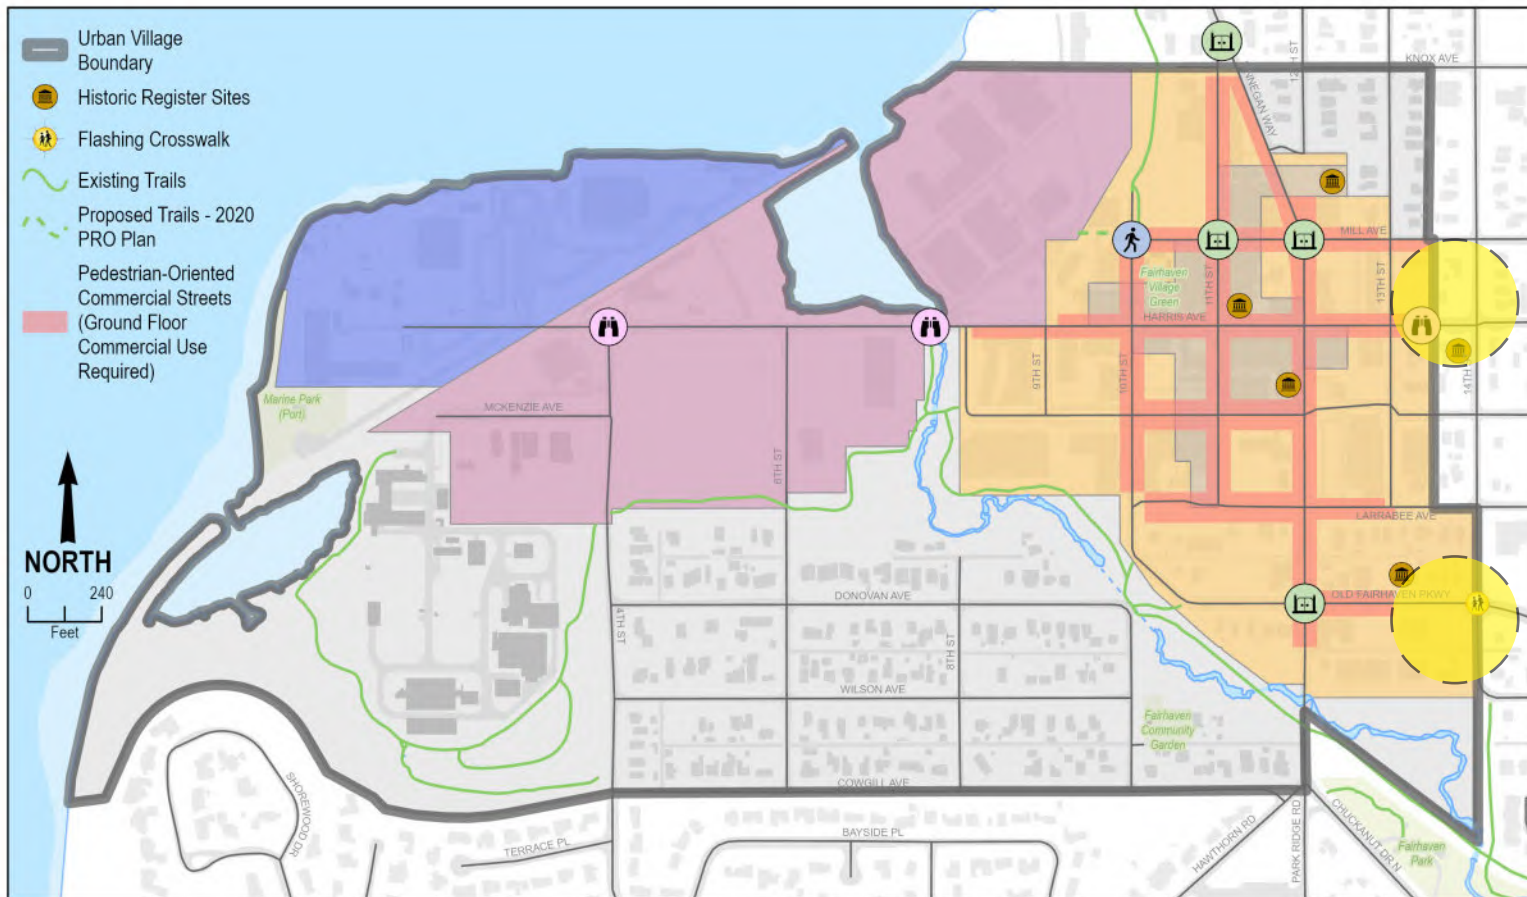 Urban Village
Boundary
Historic Register Sites
Flashing Crosswalk
Existing Trails
Proposed Trails - 2020
PRO Plan
Pedestrian-Oriented
Commercial Streets
(Ground Floor
Commercial Use
Required)
NORTH
0 240
Feet
KNOX AVE
12TH ST
MILL AVE
13TH ST
11TH ST
Fairhaven
Village
Green
HARRIS AVE
9TH ST
10TH ST
14TH
Marine Park
(Port)
MCKENZIE AVE
6TH ST
LARRABEE AVE
OLD FAIRHAVEN PKWY
DONOVAN AVE
4TH ST
8TH ST
WILSON AVE
Fairhaven
Community
Garden
COWGILL AVE
SHOREWOOD DR
TERRACE PL
BAYSIDE PL
HAWTHORN RD
PARK RIDGE RD
CHUCKANUT DR N
Fairhaven
Park